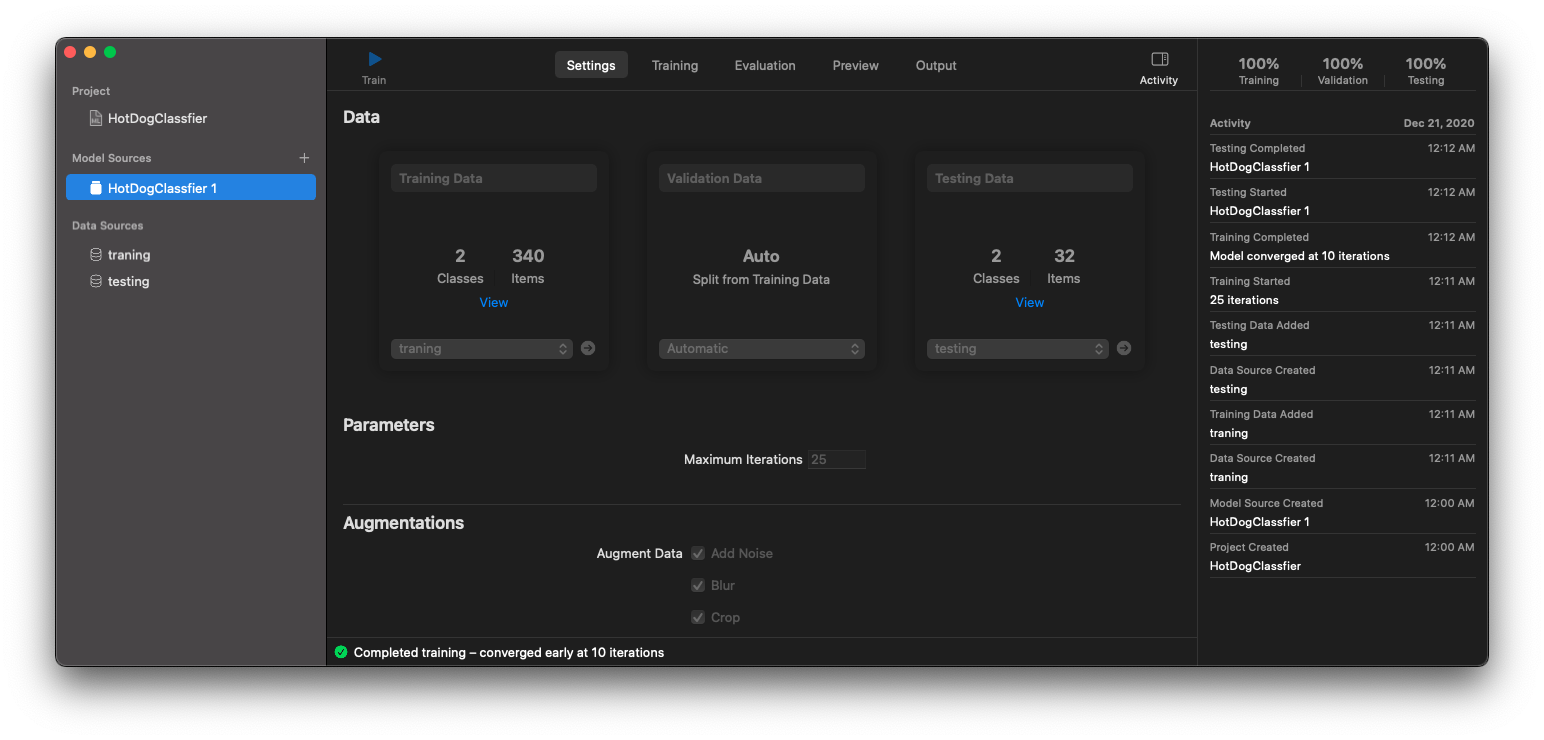 Project
HotDogClassfier
Model Sources +
HotDogClassfier 1
Data Sources
traning
testing
Train
Settings Training Evaluation Preview Output
Activity
Data
Training Data
2 340
Classes Items
View
traning
Validation Data
Auto
Split from Training Data
Automatic
Testing Data
2 32
Classes Items
View
testing
Parameters
Maximum Iterations 25
Augmentations
Augment Data Add Noise
Blur
Crop
Completed training – converged early at 10 iterations
100% 100% 100%
Training Validation Testing
Activity Dec 21, 2020
Testing Completed 12:12 AM
HotDogClassfier 1
Testing Started 12:12 AM
HotDogClassfier 1
Training Completed 12:12 AM
Model converged at 10 iterations
Training Started 12:11 AM
25 iterations
Testing Data Added 12:11 AM
testing
Data Source Created 12:11 AM
testing
Training Data Added 12:11 AM
traning
Data Source Created 12:11 AM
traning
Model Source Created 12:00 AM
HotDogClassfier 1
Project Created 12:00 AM
HotDogClassfier